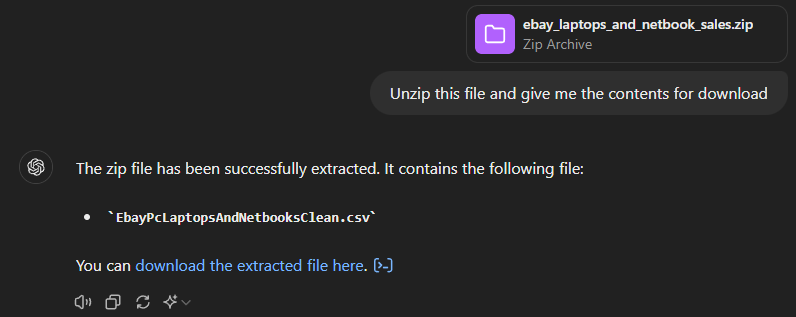 ebay_laptops_and_netbook_sales.zip
Zip Archive
Unzip this file and give me the contents for download
The zip file has been successfully extracted. It contains the following file:
• `EbayPcLaptopsAndNetbooksClean.csv`
You can download the extracted file here.